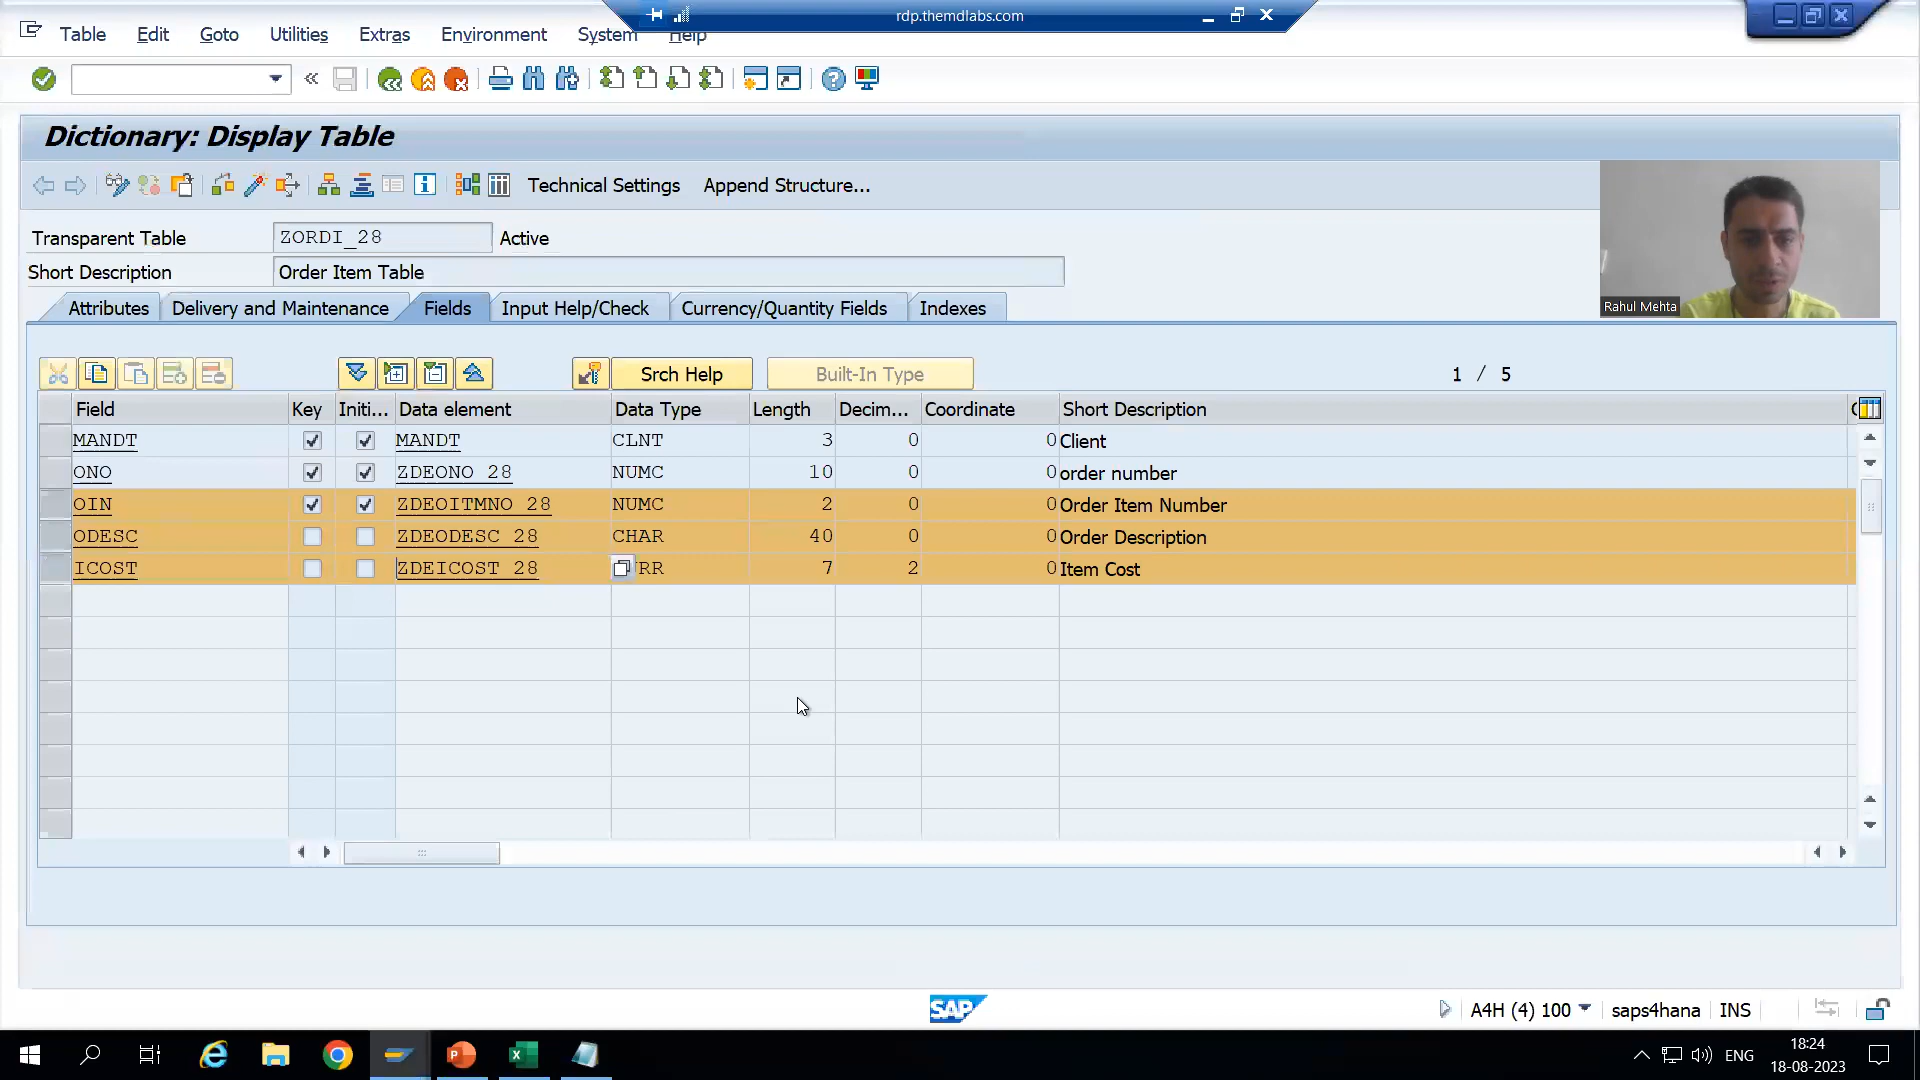 rdp.themdlabs.com
Table Edit Goto Utilities Extras Environment System Help
Dictionary: Display Table
Technical Settings Append Structure...
Transparent Table ZORDI_28 Active
Short Description Order Item Table
Rahul Mehta
Attributes Delivery and Maintenance Fields Input Help/Check Currency/Quantity Fields Indexes
Srch Help Built-In Type 1 / 5
Field Key Initi... Data element Data Type Length Decim... Coordinate Short Description
MANDT MANDT CLNT 3 0 0 Client
ONO ZDEONO_28 NUMC 10 0 0 order number
OIN ZDEOITMNO_28 NUMC 2 0 0 Order Item Number
ODESC ZDEODESC_28 CHAR 40 0 0 Order Description
ICOST ZDEICOST_28 RR 7 2 0 Item Cost
SAP A4H (4) 100 saps4hana INS
ENG 18:24
18-08-2023